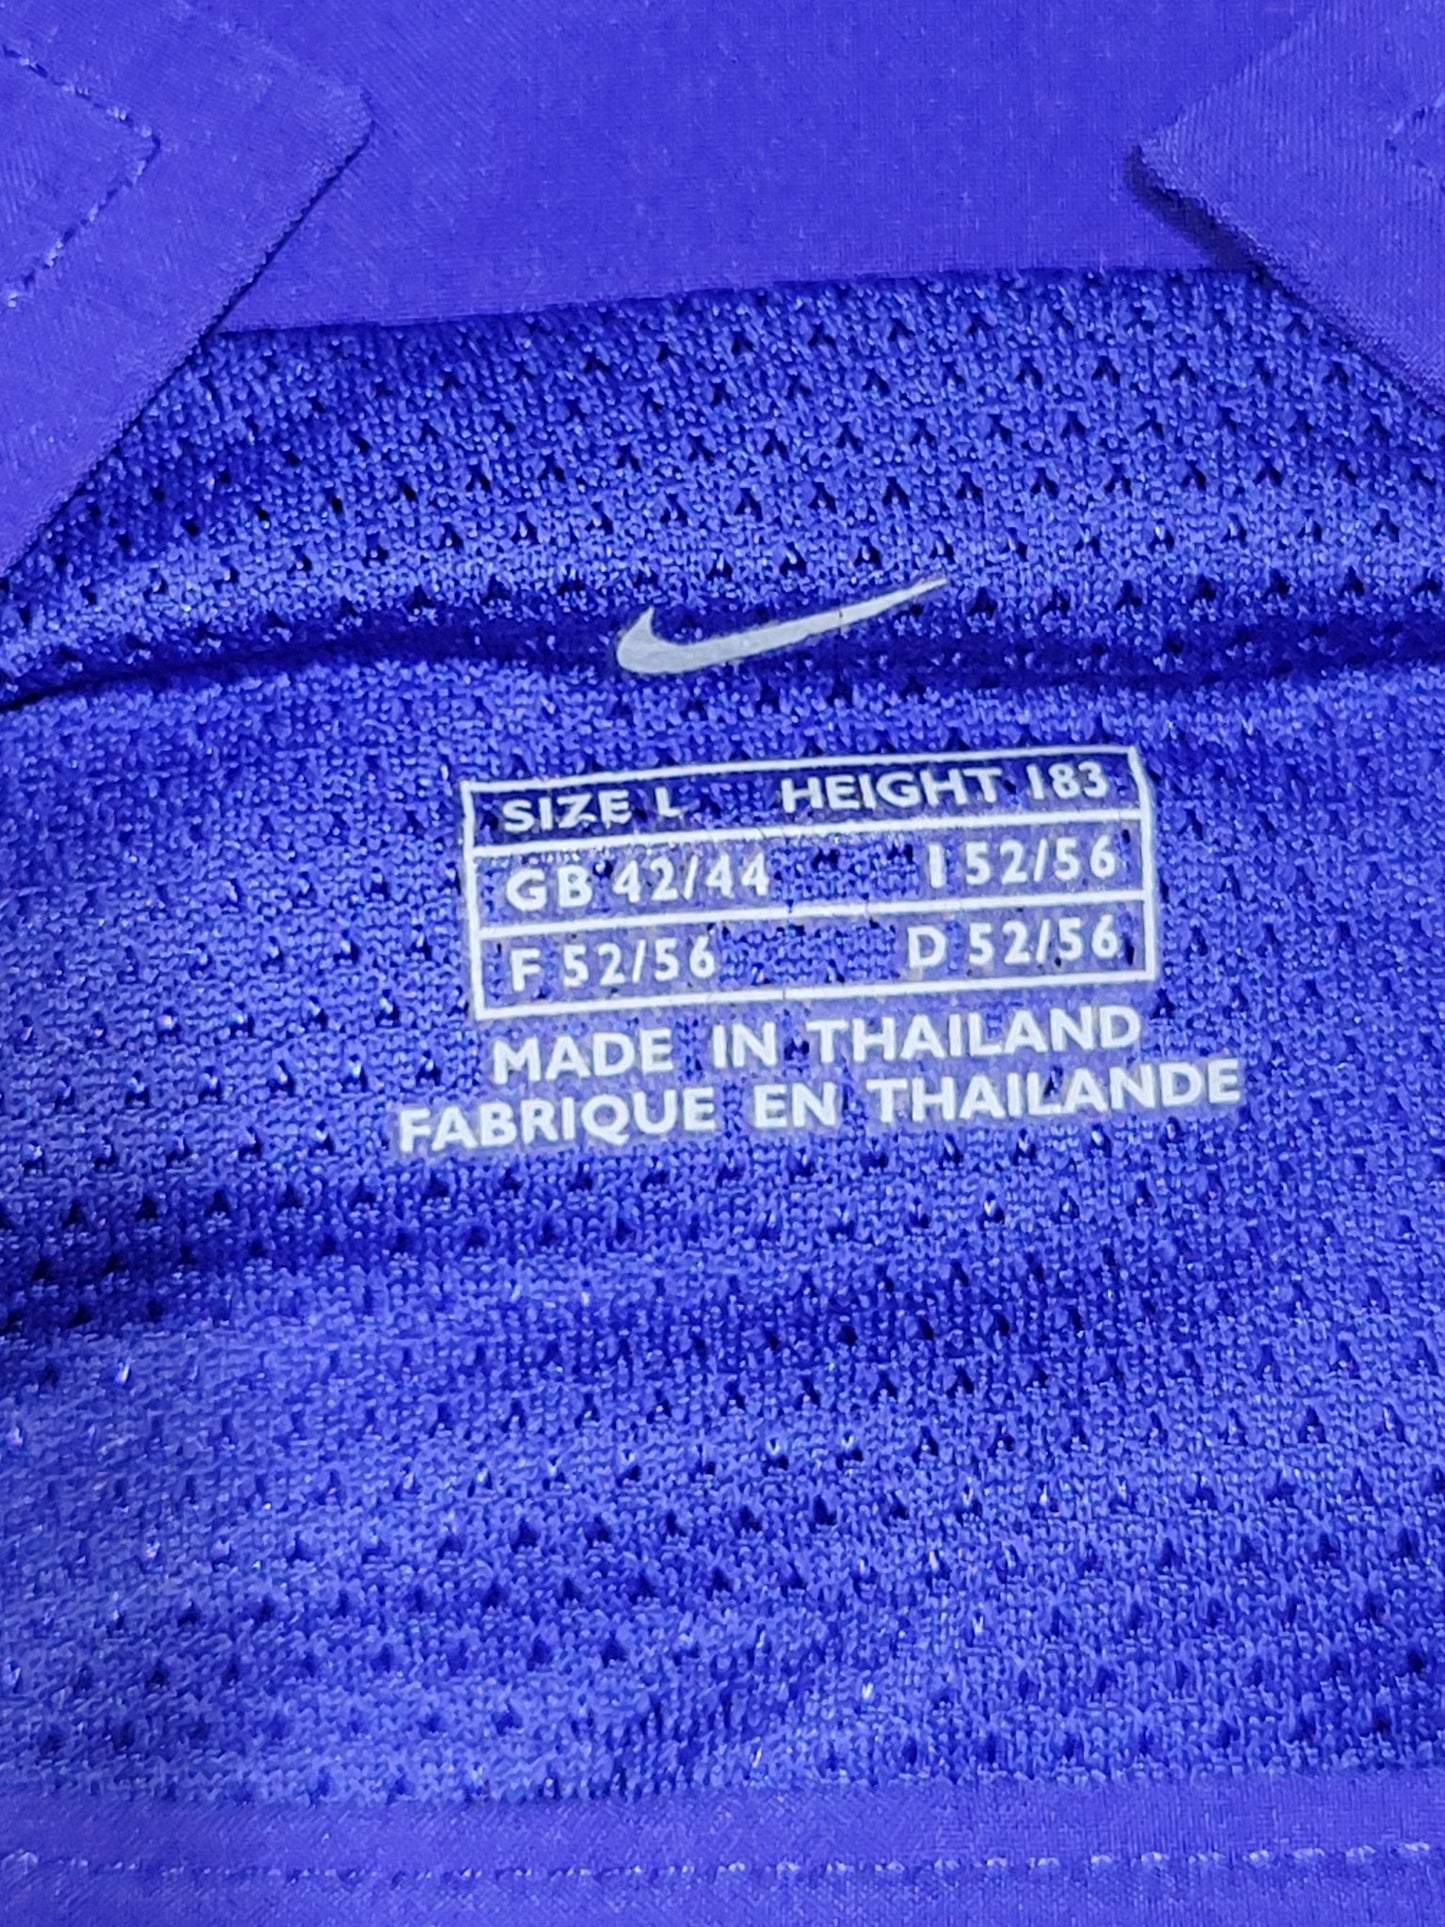 SIZE L HEIGHT 183
GB 42/44 I 52/56
F 52/56 D 52/56
MADE IN THAILAND
FABRIQUE EN THAILANDE